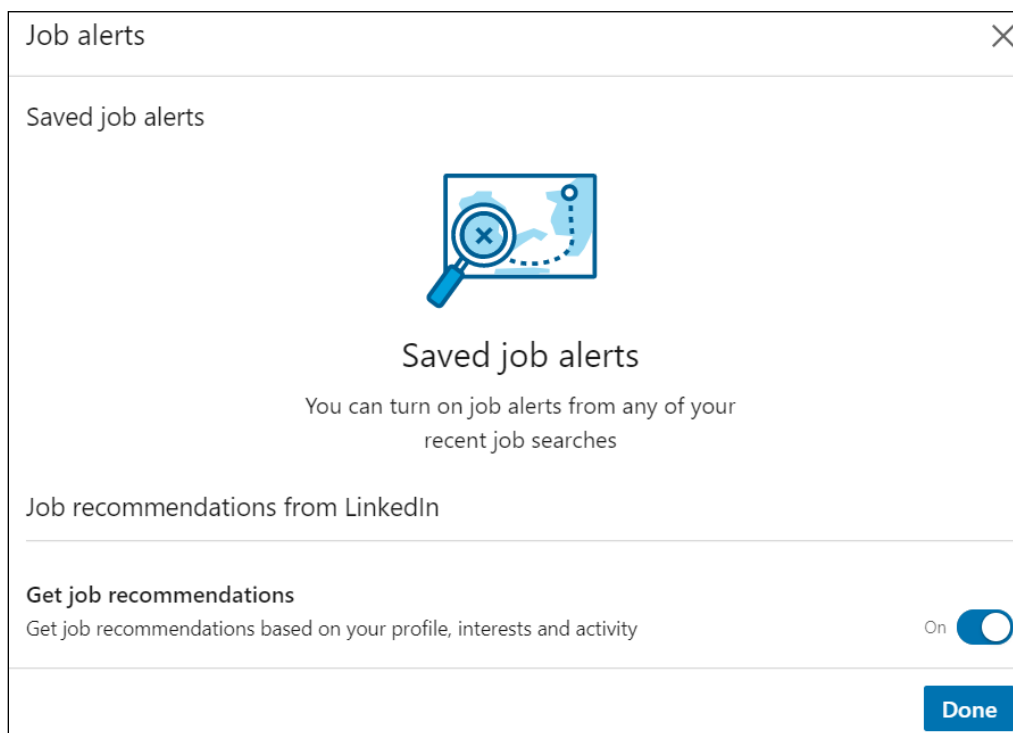 Job alerts
Saved job alerts
Saved job alerts
You can turn on job alerts from any of your
recent job searches
Job recommendations from LinkedIn
Get job recommendations
Get job recommendations based on your profile, interests and activity
On
Done